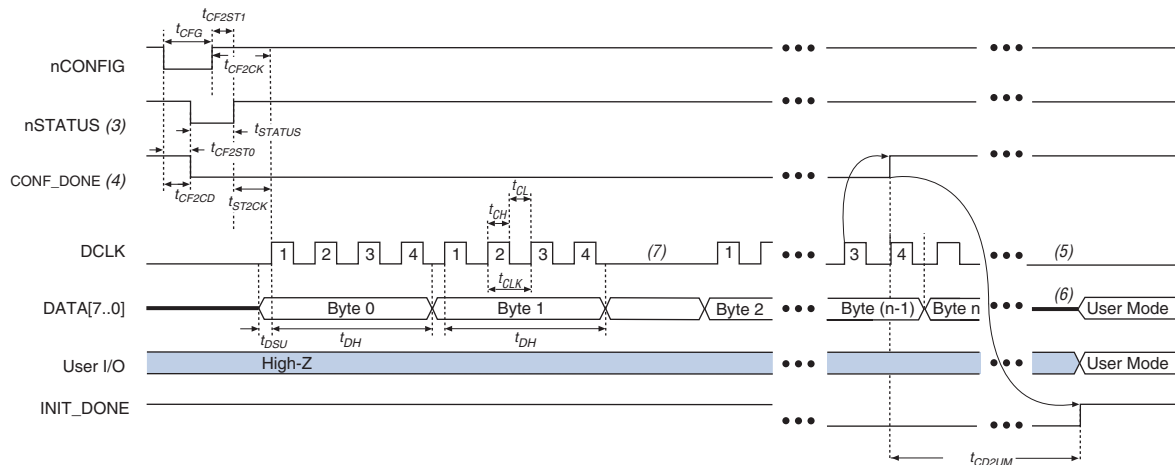 tCF2ST1
tCFG
nCONFIG
tCF2CK
nSTATUS (3)
tSTATUS
tCF2ST0
CONF_DONE (4)
tCF2CD
tST2CK
tCL
tCH
DCLK
1 2 3 4 1 2 3 4 (7) 1 3 4 (5)
tCLK
DATA[7..0] Byte 0 Byte 1 Byte 2 Byte (n-1) Byte n (6) User Mode
tDSU tDH tDH
User I/O High-Z User Mode
INIT_DONE
tCD2UM